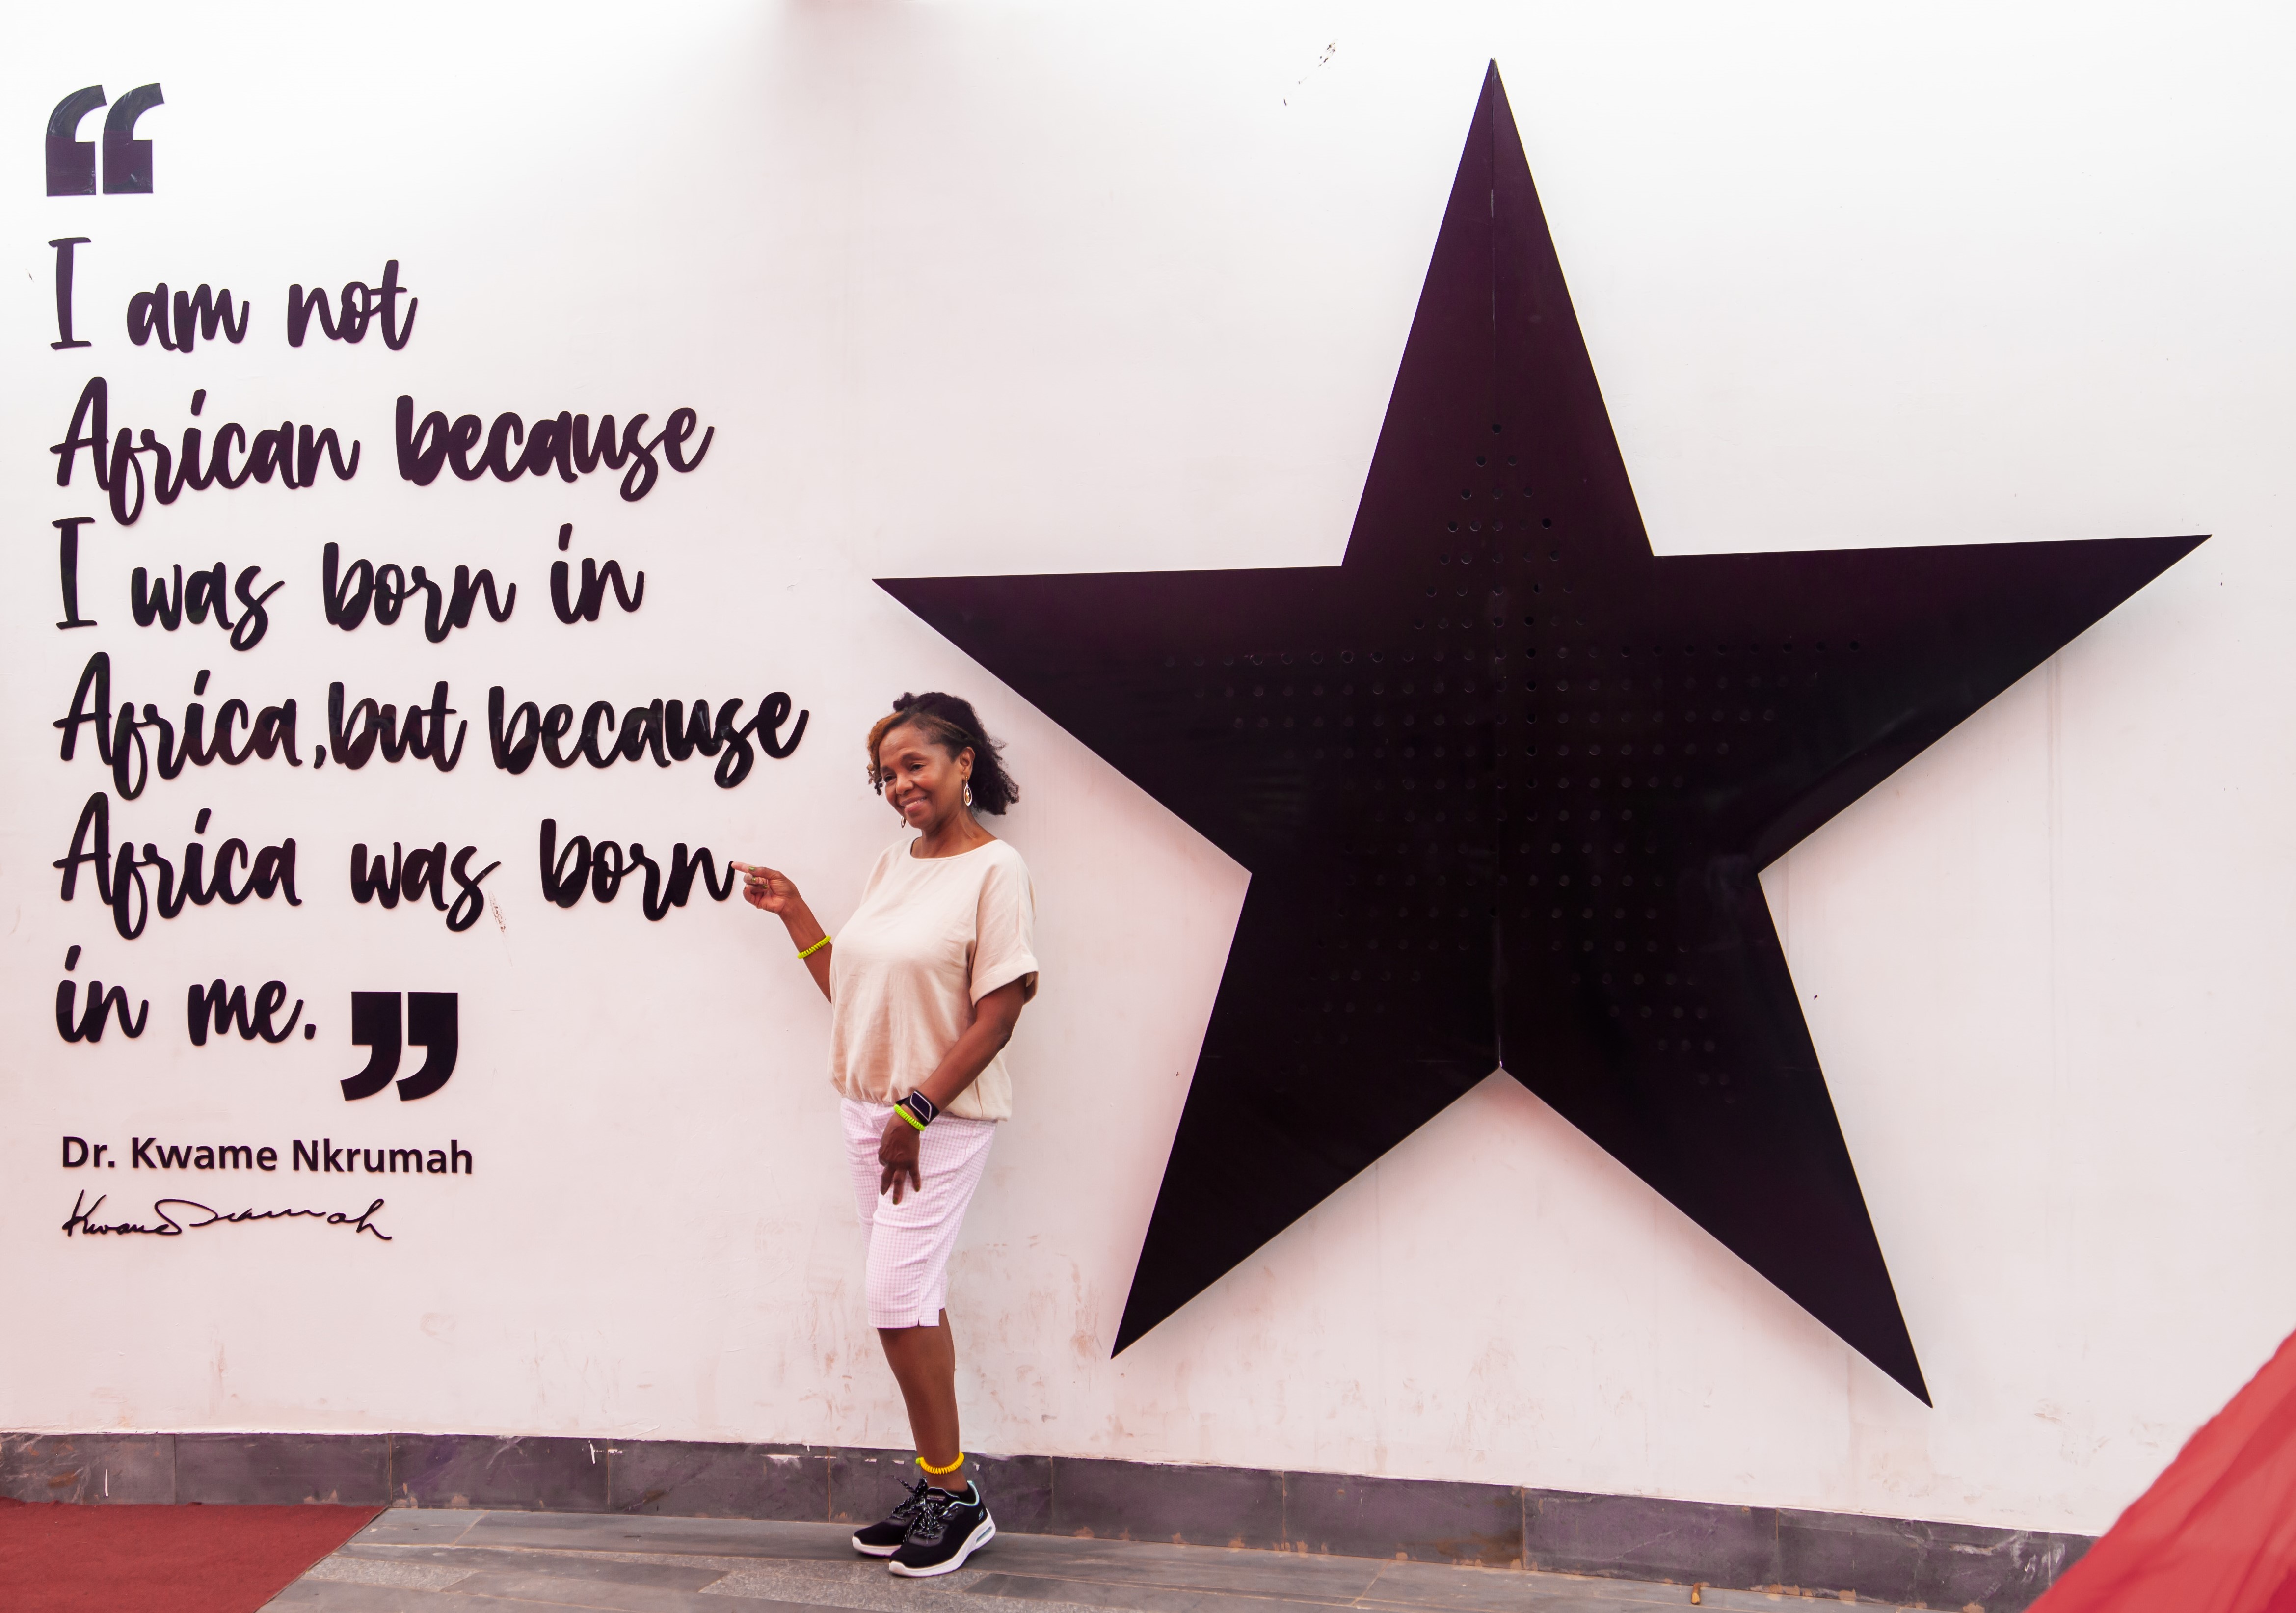 “
I am not
African because
I was born in
Africa, but because
Africa was born
in me. ”
Dr. Kwame Nkrumah
Kwame Nkrumah